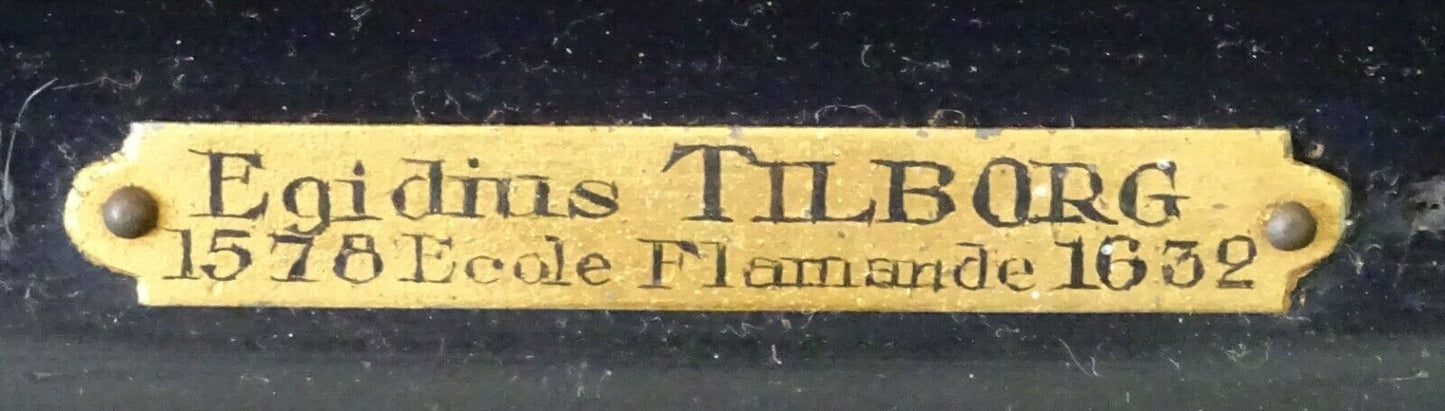 Egidius TILBORG
1578 Ecole Flamande 1632